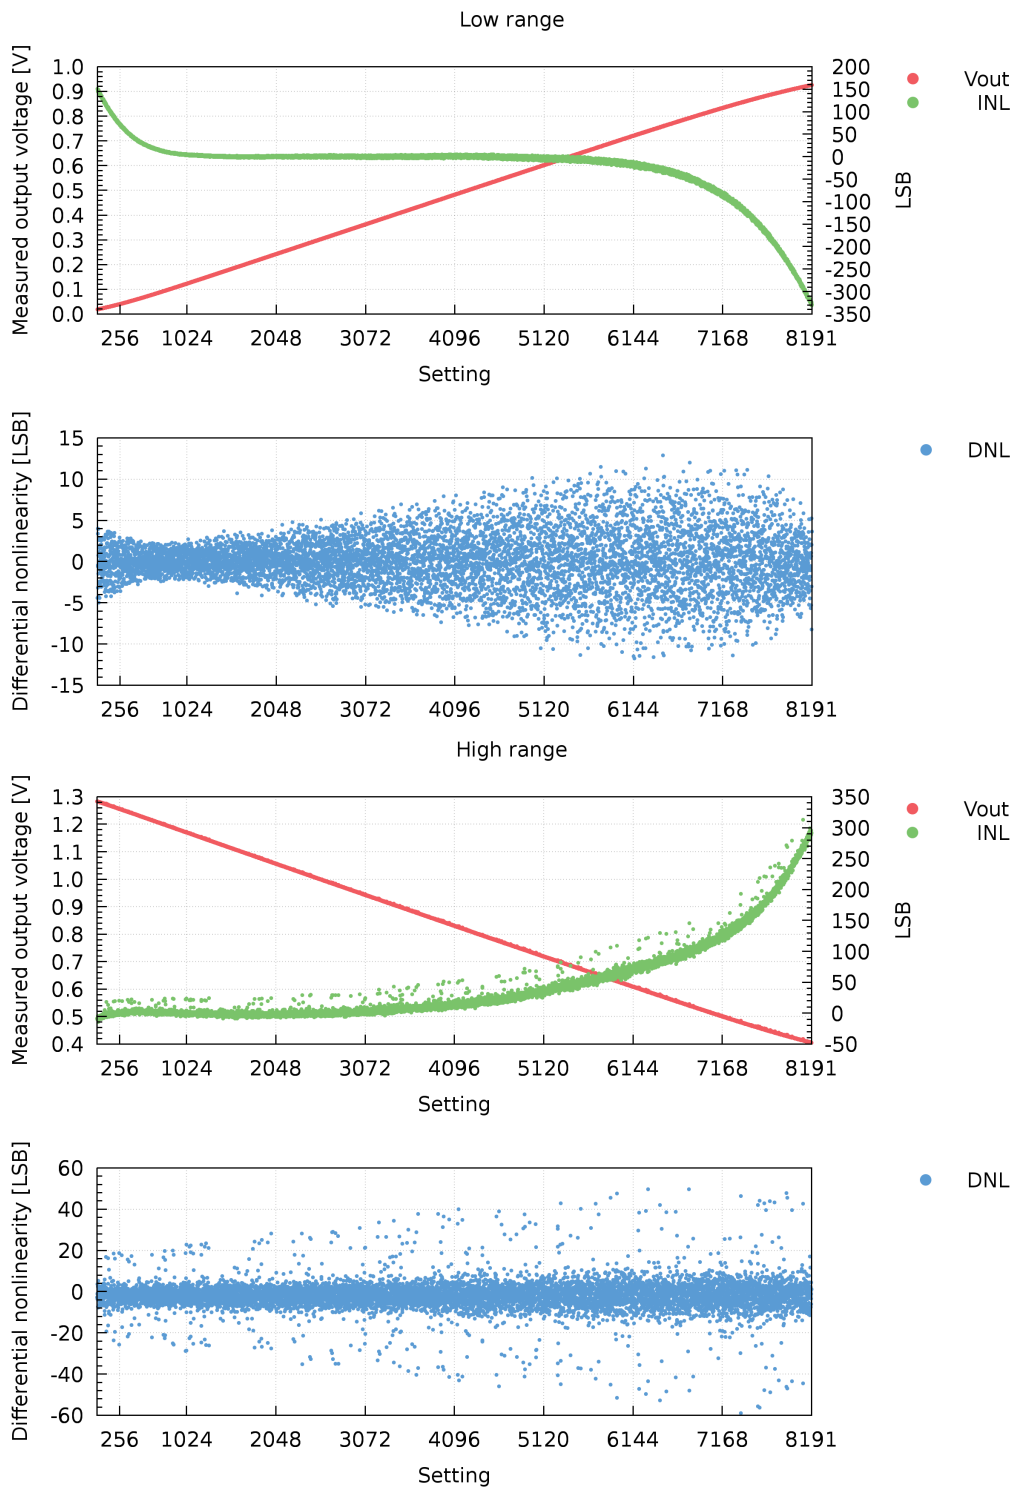 Low range
Measured output voltage [V]
1.0
0.9
0.8
0.7
0.6
0.5
0.4
0.3
0.2
0.1
0.0
200
150
100
50
0
-50
-100
-150
-200
-250
-300
-350
LSB
Vout
INL
256 1024 2048 3072 4096 5120 6144 7168 8191
Setting
Differential nonlinearity [LSB]
15
10
5
0
-5
-10
-15
DNL
256 1024 2048 3072 4096 5120 6144 7168 8191
High range
Measured output voltage [V]
1.3
1.2
1.1
1.0
0.9
0.8
0.7
0.6
0.5
0.4
350
300
250
200
150
100
50
0
-50
LSB
Vout
INL
256 1024 2048 3072 4096 5120 6144 7168 8191
Setting
Differential nonlinearity [LSB]
60
40
20
0
-20
-40
-60
DNL
256 1024 2048 3072 4096 5120 6144 7168 8191
Setting